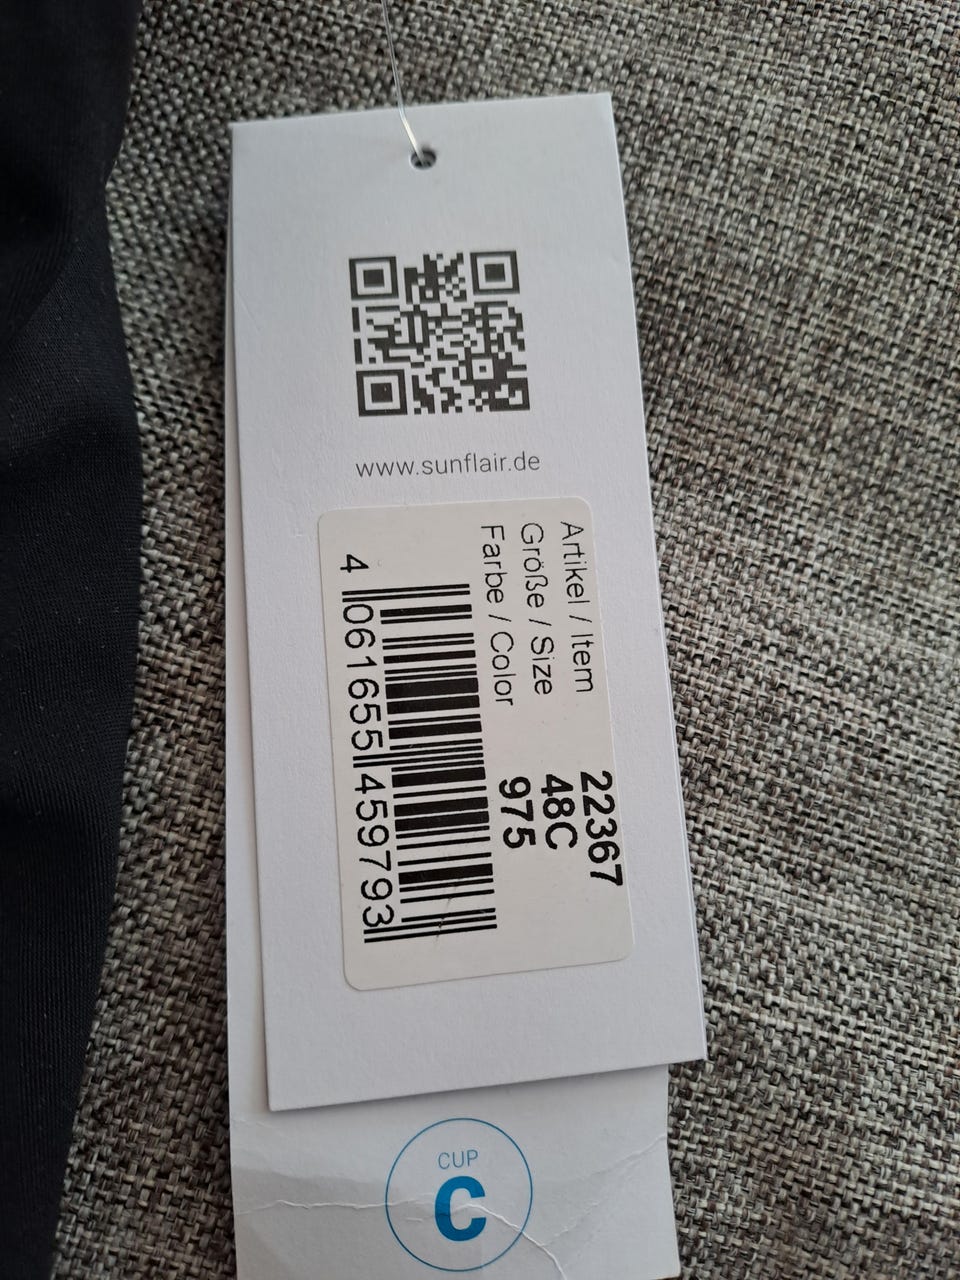 www.sunflair.de
Artikel / Item 22367
Größe / Size 48C
Farbe / Color 975
4 061655 459793
CUP
C